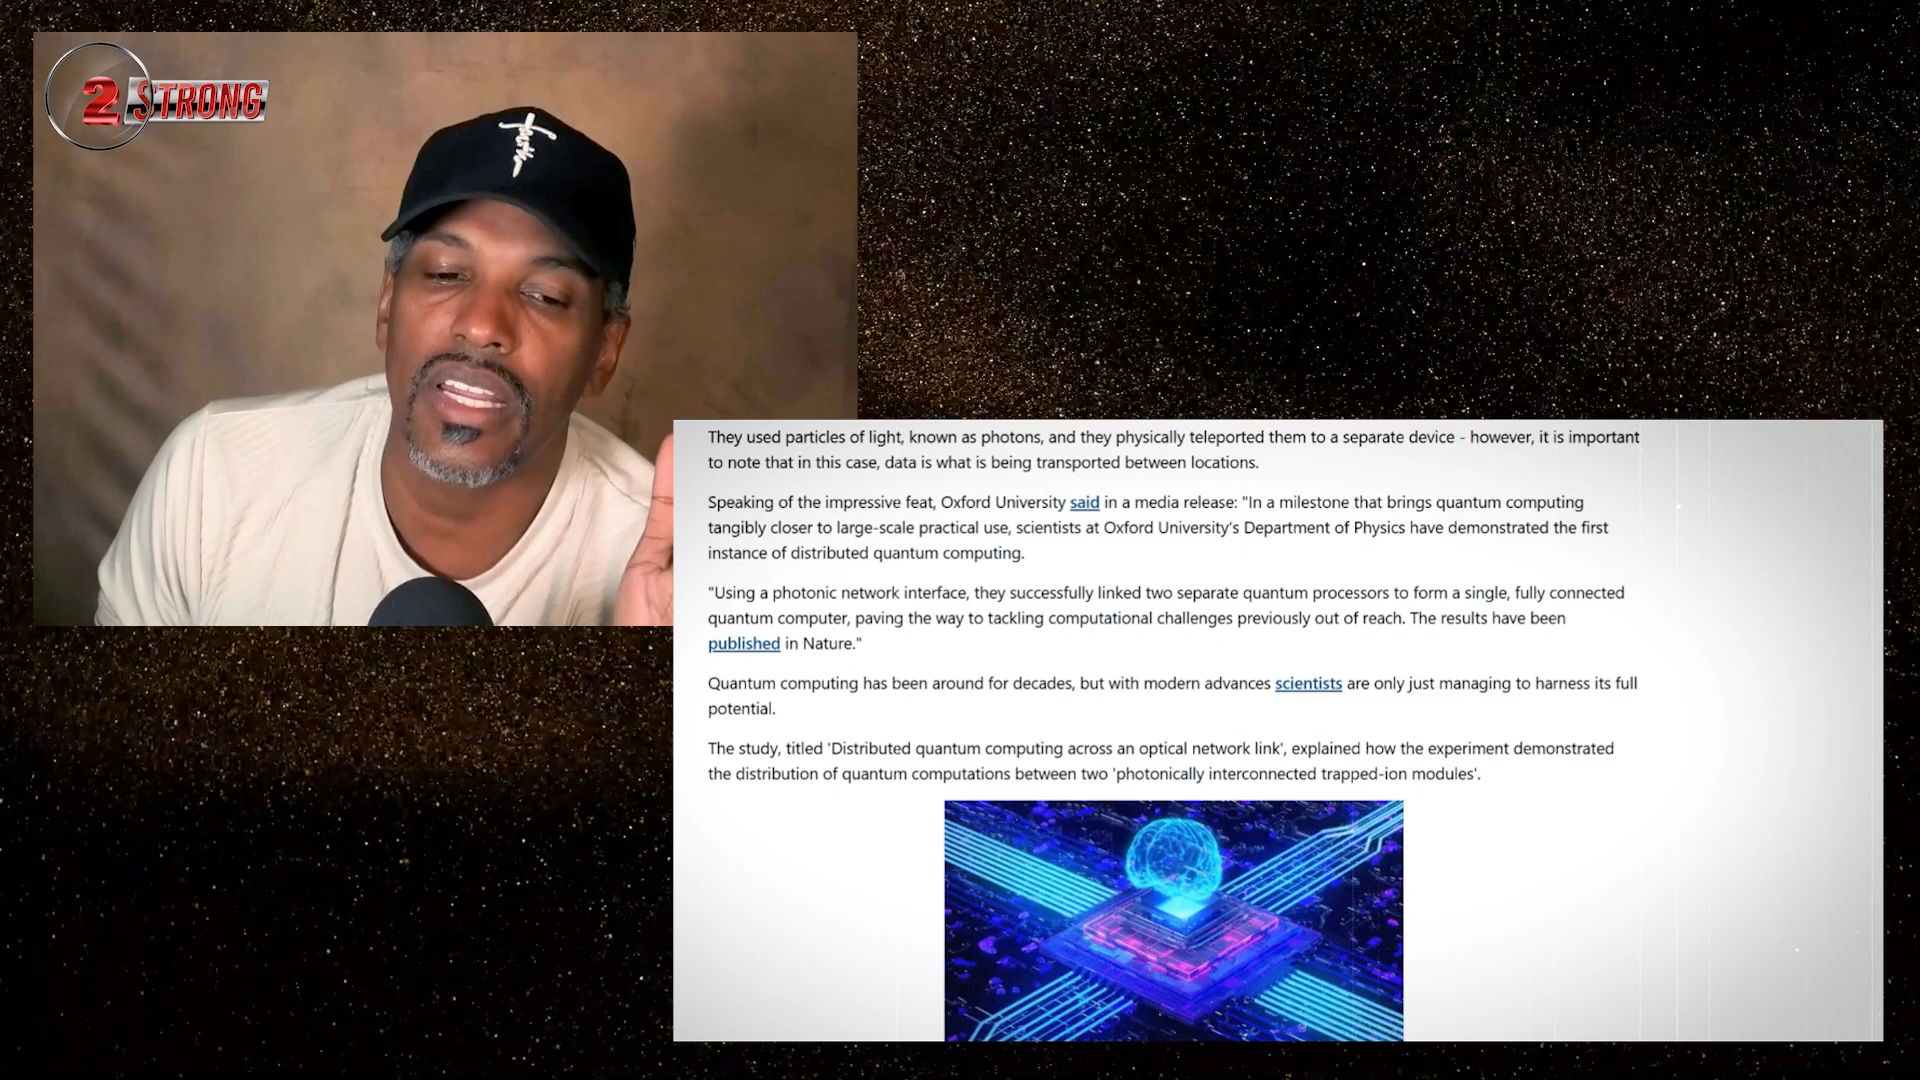 2 STRONG
They used particles of light, known as photons, and they physically teleported them to a separate device - however, it is important
to note that in this case, data is what is being transported between locations.
Speaking of the impressive feat, Oxford University said in a media release: "In a milestone that brings quantum computing
tangibly closer to large-scale practical use, scientists at Oxford University's Department of Physics have demonstrated the first
instance of distributed quantum computing.
"Using a photonic network interface, they successfully linked two separate quantum processors to form a single, fully connected
quantum computer, paving the way to tackling computational challenges previously out of reach. The results have been
published in Nature."
Quantum computing has been around for decades, but with modern advances scientists are only just managing to harness its full
potential.
The study, titled 'Distributed quantum computing across an optical network link', explained how the experiment demonstrated
the distribution of quantum computations between two 'photonically interconnected trapped-ion modules'.